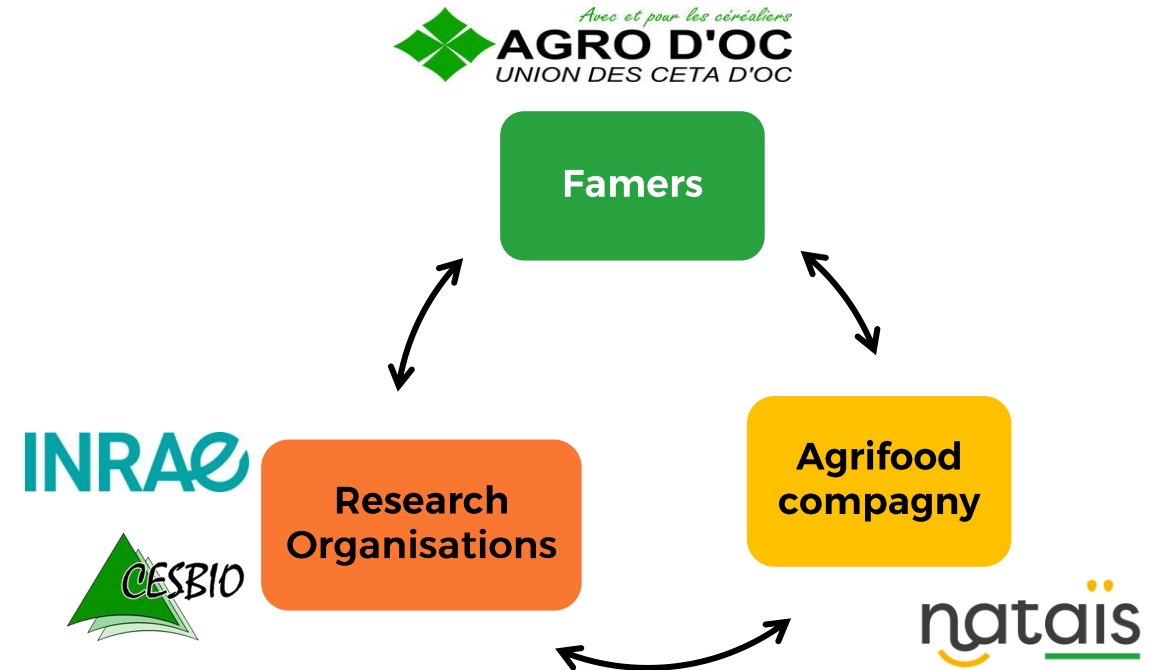 Avec et pour les céréaliers
AGRO D'OC
UNION DES CETA D'OC
Famers
INRAE
Research
Organisations
CESBIO
Agrifood
compagny
nataïs